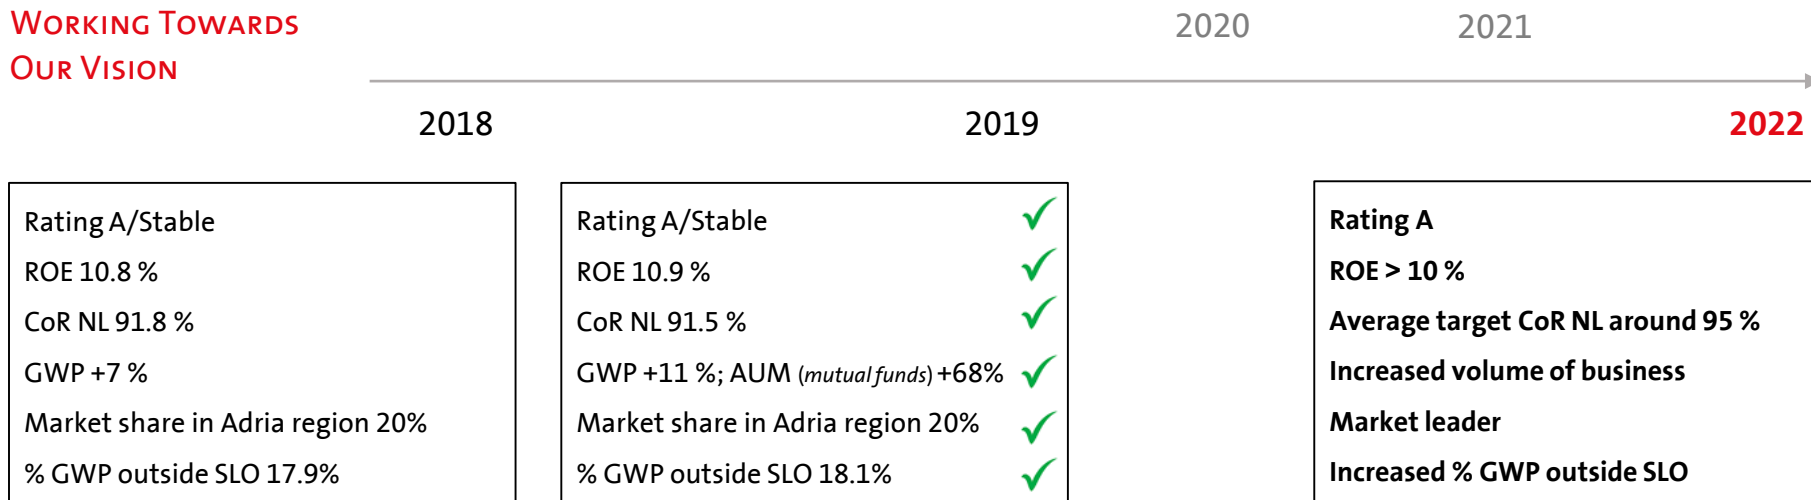 WORKING TOWARDS
OUR VISION
2020
2021
2018
2019
2022
Rating A/Stable
ROE 10.8 %
CoR NL 91.8 %
GWP +7 %
Market share in Adria region 20%
% GWP outside SLO 17.9%
Rating A/Stable
ROE 10.9 %
CoR NL 91.5 %
GWP +11 %; AUM (mutual funds) +68%
Market share in Adria region 20%
% GWP outside SLO 18.1%
Rating A
ROE > 10 %
Average target CoR NL around 95 %
Increased volume of business
Market leader
Increased % GWP outside SLO